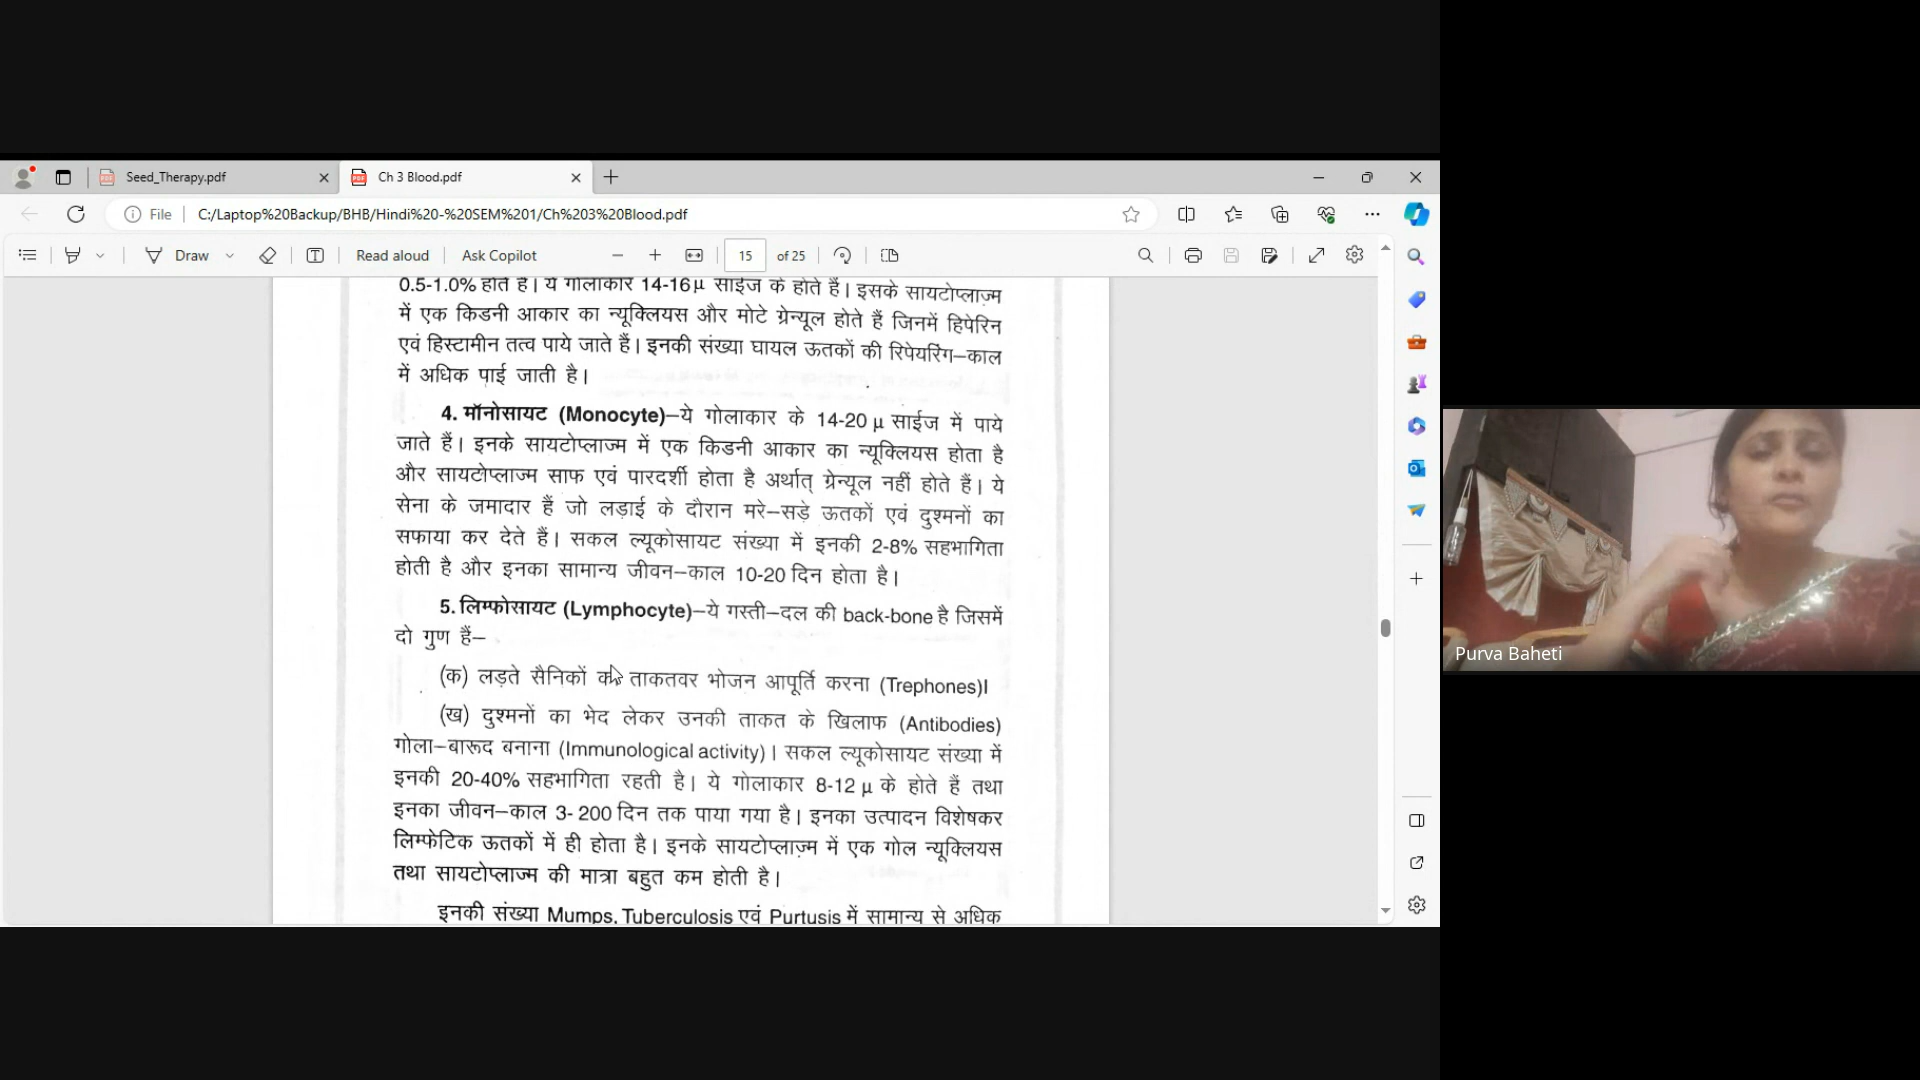 Seed_Therapy.pdf
Ch 3 Blood.pdf
File
C:/Laptop%20Backup/BHB/Hindi%20-%20SEM%201/Ch%203%20Blood.pdf
Draw
Read aloud
Ask Copilot
15
of 25
0.5-1.0% होते हैं। ये गोलाकार 14-16µ साईज के होते हैं। इसके सायटोप्लाज़्म
में एक किडनी आकार का न्यूक्लियस और मोटे ग्रेन्यूल होते हैं जिनमें हिपेरिन
एवं हिस्टामीन तत्व पाये जाते हैं। इनकी संख्या घायल ऊतकों की रिपेयरिंग–काल
में अधिक पाई जाती है।
4. मॉनोसायट (Monocyte)–ये गोलाकार के 14-20 µ साईज में पाये
जाते हैं। इनके सायटोप्लाज्म में एक किडनी आकार का न्यूक्लियस होता है
और सायटोप्लाज्म साफ एवं पारदर्शी होता है अर्थात् ग्रेन्यूल नहीं होते हैं। ये
सेना के जमादार हैं जो लड़ाई के दौरान मरे–सड़े ऊतकों एवं दुश्मनों का
सफाया कर देते हैं। सकल ल्यूकोसायट संख्या में इनकी 2-8% सहभागिता
होती है और इनका सामान्य जीवन–काल 10-20 दिन होता है।
5. लिम्फोसायट (Lymphocyte)–ये गस्ती–दल की back-bone है जिसमें
दो गुण हैं–
(क) लड़ते सैनिकों को ताकतवर भोजन आपूर्ति करना (Trephones)।
(ख) दुश्मनों का भेद लेकर उनकी ताकत के खिलाफ (Antibodies)
गोला–बारूद बनाना (Immunological activity)। सकल ल्यूकोसायट संख्या में
इनकी 20-40% सहभागिता रहती है। ये गोलाकार 8-12 µ के होते हैं तथा
इनका जीवन–काल 3- 200 दिन तक पाया गया है। इनका उत्पादन विशेषकर
लिम्फेटिक ऊतकों में ही होता है। इनके सायटोप्लाज़्म में एक गोल न्यूक्लियस
तथा सायटोप्लाज्म की मात्रा बहुत कम होती है।
इनकी संख्या Mumps, Tuberculosis एवं Purtusis में सामान्य से अधिक
Purva Baheti